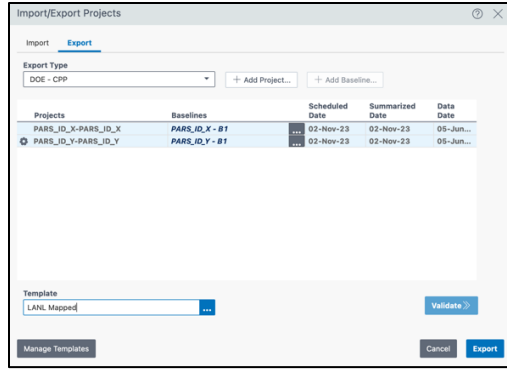 Import/Export Projects
Import Export
Export Type
DOE - CPP + Add Project... + Add Baseline...
Projects Baselines Scheduled Date Summarized Date Data Date
PARS_ID_X-PARS_ID_X PARS_ID_X - B1 ... 02-Nov-23 02-Nov-23 05-Jun...
PARS_ID_Y-PARS_ID_Y PARS_ID_Y - B1 ... 02-Nov-23 02-Nov-23 05-Jun...
Template
LANL Mapped ... Validate
Manage Templates Cancel Export